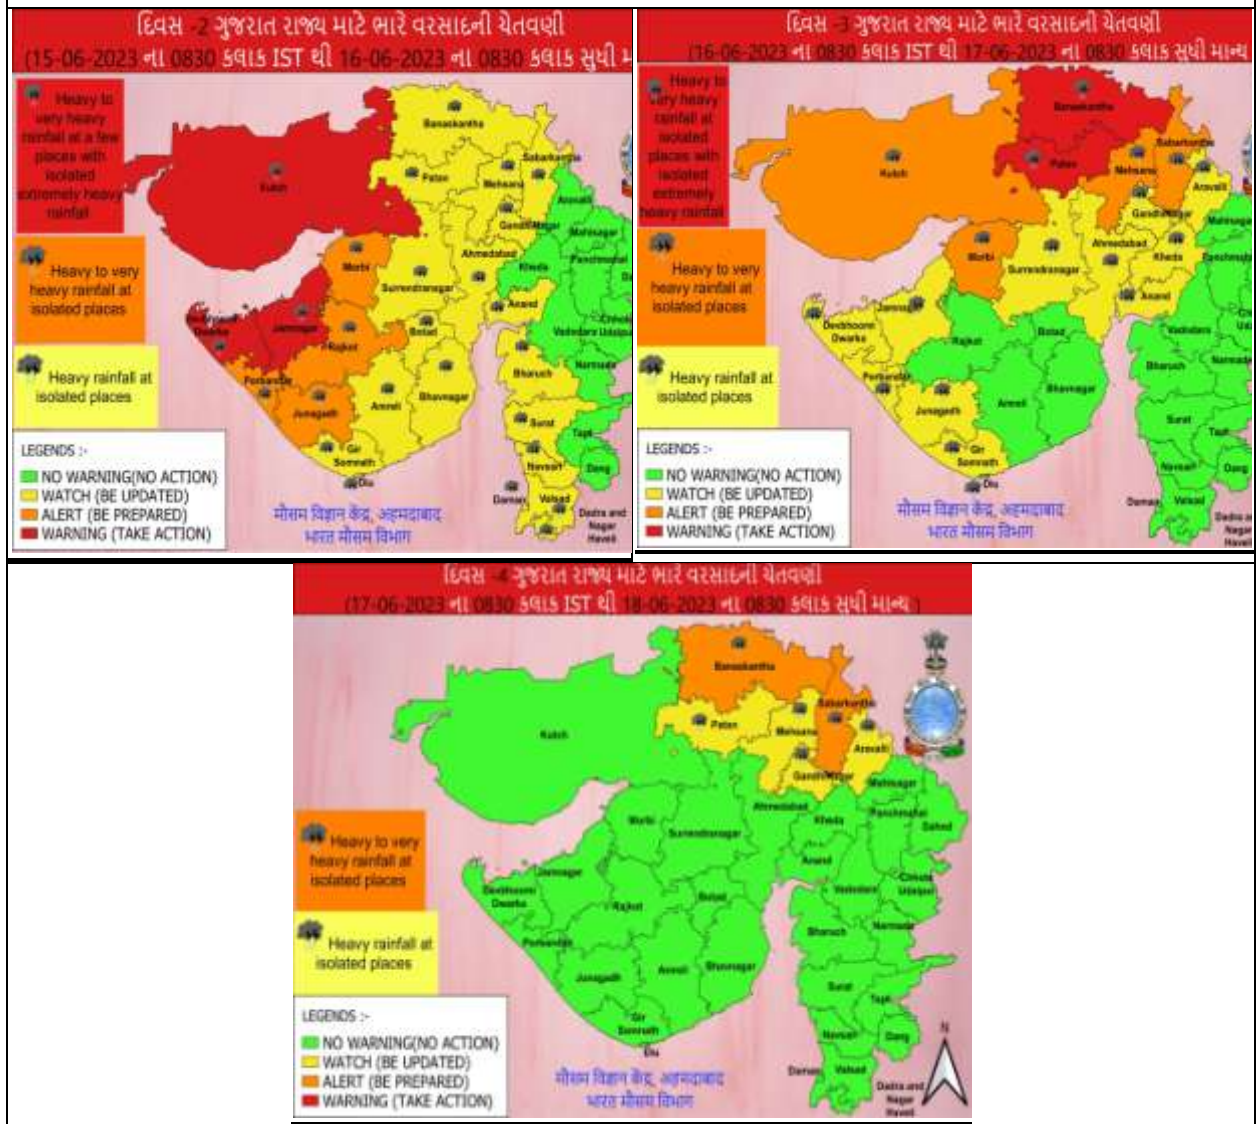 દિવસ -2 ગુજરાત રાજ્ય માટે ભારે વરસાદની ચેતવણી
(15-06-2023 ના 0830 કલાક IST થી 16-06-2023 ના 0830 કલાક સુધી મ
Heavy to
very heavy
rainfall at a few
places with
isolated
extremely heavy
rainfall
Heavy to very
heavy rainfall at
isolated places
Heavy rainfall at
isolated places
Banaskantha
Sabarkantha
Kutch
Patan
Mehsana
Aravalli
Gandhinagar
Mahisagar
Morbi
Ahmedabad
Panchmahal
Surrendranagar
Kheda
Anand
Dwarka
Jamnagar
Rajkot
Botad
Vadodara
Porbandar
Bharuch
Narmada
Junagadh
Amreli
Bhavnagar
Surat
Tapi
Gir
Somnath
Navsari
Dang
Diu
Daman
Valsad
Dadra and
Nagar
Haveli
LEGENDS :-
NO WARNING(NO ACTION)
WATCH (BE UPDATED)
ALERT (BE PREPARED)
WARNING (TAKE ACTION)
मौसम विज्ञान केंद्र, अहमदाबाद
भारत मौसम विभाग
દિવસ -3 ગુજરાત રાજ્ય માટે ભારે વરસાદની ચેતવણી
(16-06-2023 ના 0830 કલાક IST થી 17-06-2023 ના 0830 કલાક સુધી માન્ય
Heavy to
very heavy
rainfall at
isolated
places with
isolated
extremely
heavy rainfall
Heavy to very
heavy rainfall at
isolated places
Heavy rainfall at
isolated places
Banaskantha
Sabarkantha
Kutch
Patan
Mehsana
Aravalli
Gandhinagar
Mahisagar
Morbi
Ahmedabad
Kheda
Surrendranagar
Anand
Jamnagar
Devbhoomi
Dwarka
Rajkot
Botad
Vadodara
Porbandar
Bharuch
Narmada
Junagadh
Amreli
Bhavnagar
Surat
Tapi
Gir
Somnath
Navsari
Dang
Diu
Daman
Valsad
Nagar
Haveli
LEGENDS :-
NO WARNING(NO ACTION)
WATCH (BE UPDATED)
ALERT (BE PREPARED)
WARNING (TAKE ACTION)
मौसम विज्ञान केंद्र, अहमदाबाद
भारत मौसम विभाग
દિવસ -4 ગુજરાત રાજ્ય માટે ભારે વરસાદની ચેતવણી
(17-06-2023 ના 0830 કલાક IST થી 18-06-2023 ના 0830 કલાક સુધી માન્ય )
Heavy to very
heavy rainfall at
isolated places
Heavy rainfall at
isolated places
Banaskantha
Sabarkantha
Kutch
Patan
Mehsana
Aravalli
Gandhinagar
Mahisagar
Ahmedabad
Panchmahal
Morbi
Kheda
Dahod
Surrendranagar
Anand
Jamnagar
Chhota
Udaipur
Devbhoomi
Dwarka
Vadodara
Rajkot
Botad
Porbandar
Bharuch
Narmada
Junagadh
Amreli
Bhavnagar
Surat
Tapi
Gir
Somnath
Navsari
Dang
Diu
Daman
Valsad
Dadra and
Nagar
Haveli
N
LEGENDS :-
NO WARNING(NO ACTION)
WATCH (BE UPDATED)
ALERT (BE PREPARED)
WARNING (TAKE ACTION)
मौसम विज्ञान केंद्र, अहमदाबाद
भारत मौसम विभाग